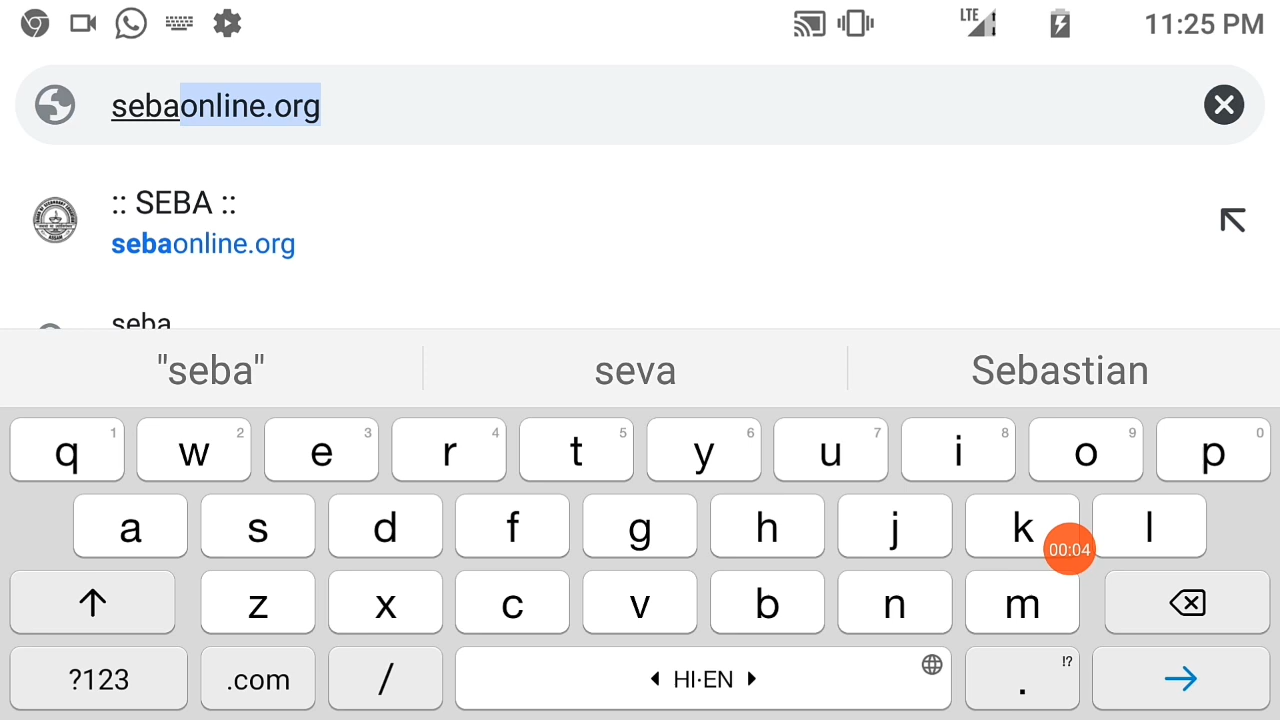 LTE 11:25 PM
sebaonline.org
:: SEBA ::
sebaonline.org
seba
"seba" seva Sebastian
q 1 w 2 e 3 r 4 t 5 y 6 u 7 i 8 o 9 p 0
a s d f g h j k l
00:04
z x c v b n m
?123 .com / HI·EN . !?